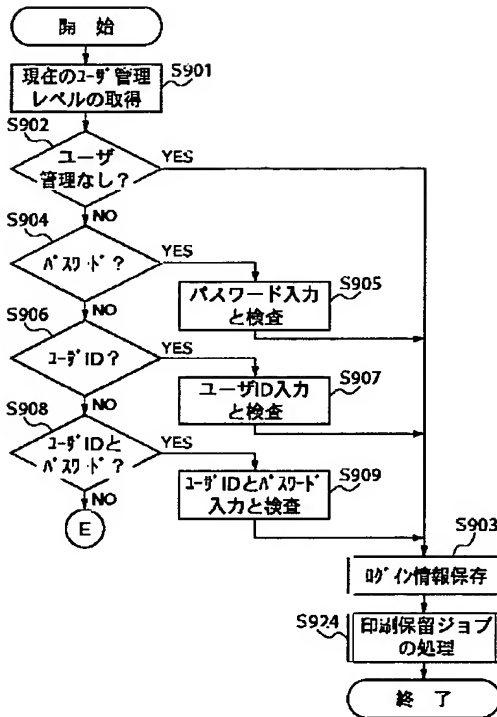 開 始
S901
現在のﾕｰｻﾞ管理
レベルの取得
S902
ユーザ
管理なし？
YES
NO
S904
ﾊﾟｽﾜｰﾄﾞ？
YES
NO
S905
パスワード入力
と検査
S906
ﾕｰｻﾞID？
YES
NO
S907
ユーザID入力
と検査
S908
ﾕｰｻﾞIDと
ﾊﾟｽﾜｰﾄﾞ？
YES
NO
S909
ﾕｰｻﾞIDとﾊﾟｽﾜｰﾄﾞ
入力と検査
E
S903
ﾛｸﾞｲﾝ情報保存
S924
印刷保留ジョブ
の処理
終 了